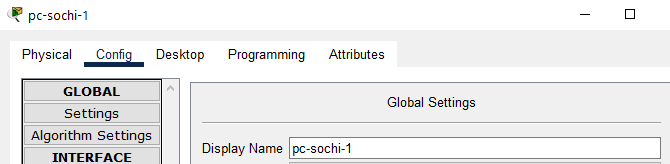 pc-sochi-1
Physical Config Desktop Programming Attributes
GLOBAL
Settings
Algorithm Settings
INTERFACE
Global Settings
Display Name pc-sochi-1